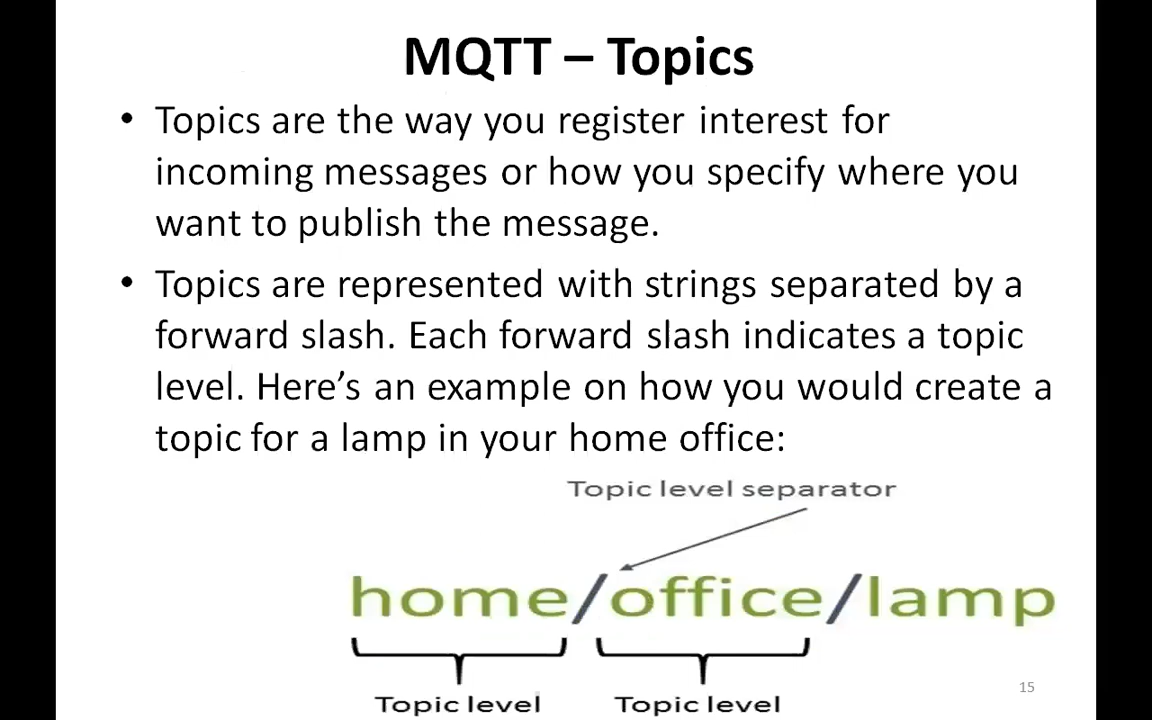 MQTT – Topics
• Topics are the way you register interest for
incoming messages or how you specify where you
want to publish the message.
• Topics are represented with strings separated by a
forward slash. Each forward slash indicates a topic
level. Here’s an example on how you would create a
topic for a lamp in your home office:
Topic level separator
home/office/lamp
Topic level Topic level
15